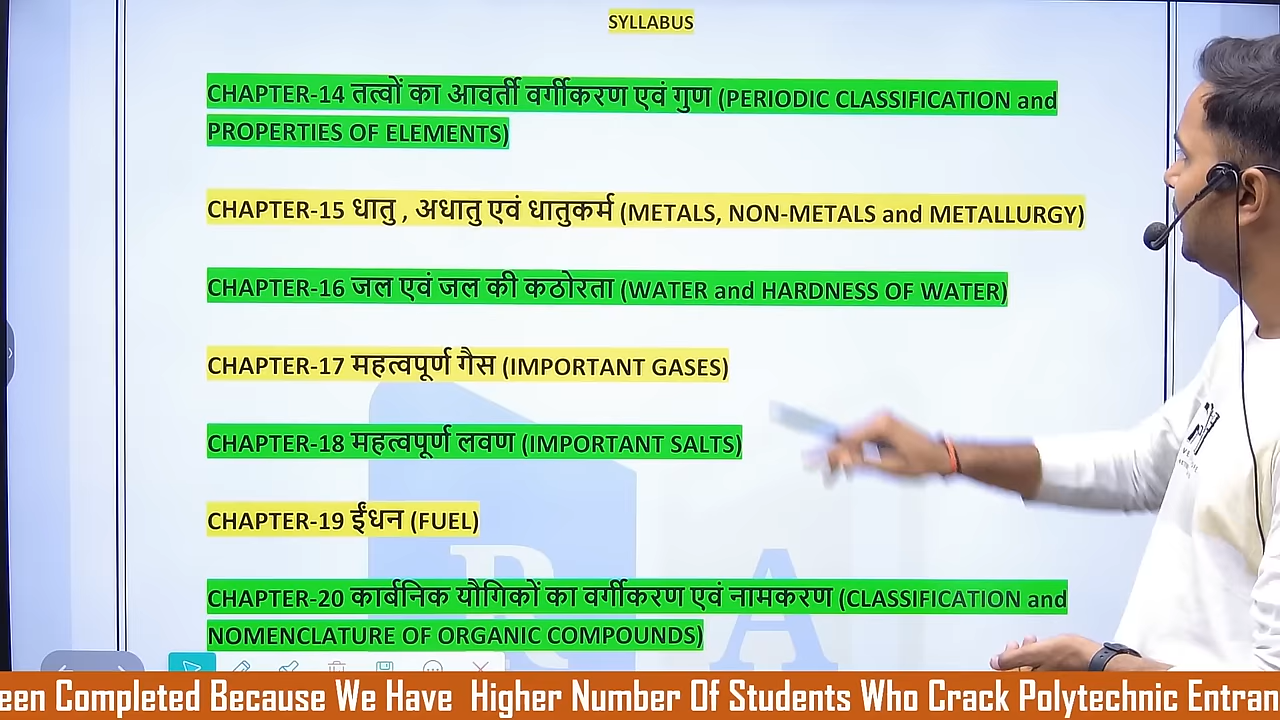 SYLLABUS
CHAPTER-14 तत्वों का आवर्ती वर्गीकरण एवं गुण (PERIODIC CLASSIFICATION and
PROPERTIES OF ELEMENTS)
CHAPTER-15 धातु , अधातु एवं धातुकर्म (METALS, NON-METALS and METALLURGY)
CHAPTER-16 जल एवं जल की कठोरता (WATER and HARDNESS OF WATER)
CHAPTER-17 महत्वपूर्ण गैस (IMPORTANT GASES)
CHAPTER-18 महत्वपूर्ण लवण (IMPORTANT SALTS)
CHAPTER-19 ईंधन (FUEL)
CHAPTER-20 कार्बनिक यौगिकों का वर्गीकरण एवं नामकरण (CLASSIFICATION and
NOMENCLATURE OF ORGANIC COMPOUNDS)
R A
een Completed Because We Have Higher Number Of Students Who Crack Polytechnic Entran